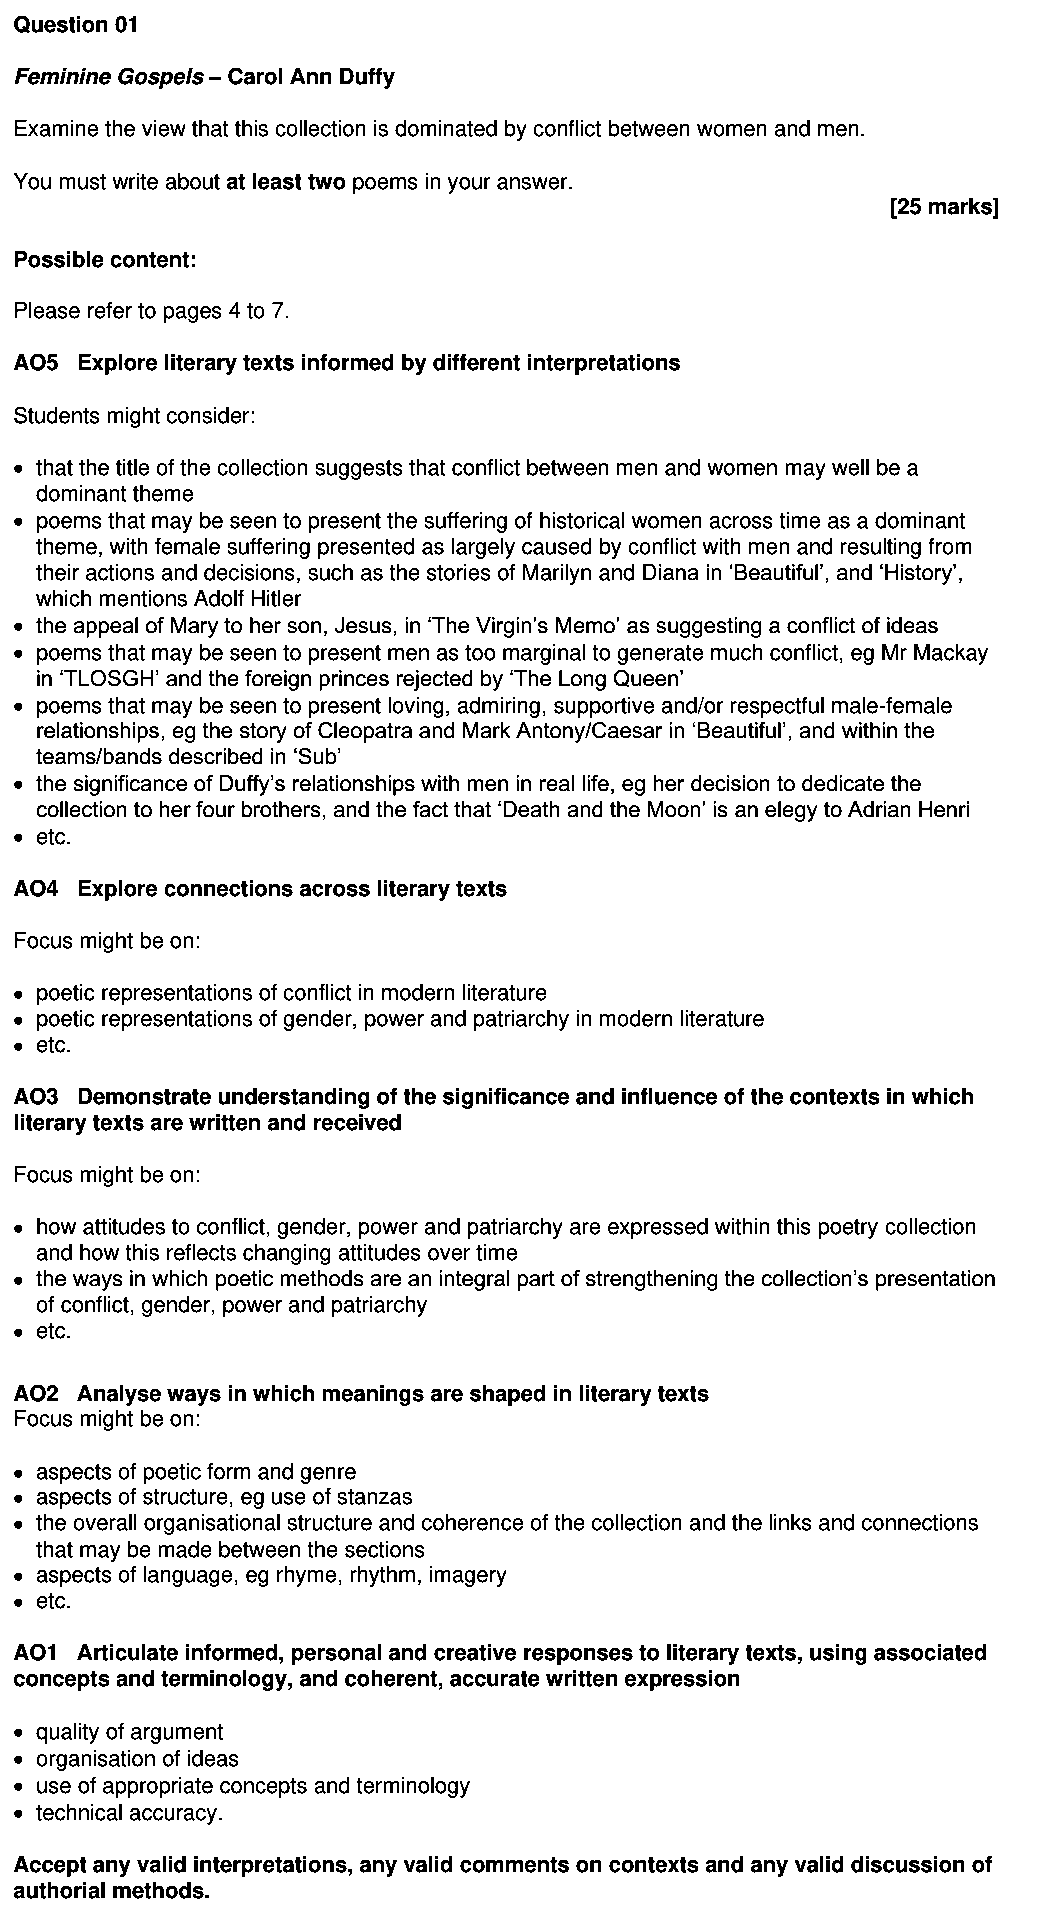 Question 01
Feminine Gospels – Carol Ann Duffy
Examine the view that this collection is dominated by conflict between women and men.
You must write about at least two poems in your answer.
[25 marks]
Possible content:
Please refer to pages 4 to 7.
AO5 Explore literary texts informed by different interpretations
Students might consider:
• that the title of the collection suggests that conflict between men and women may well be a
dominant theme
• poems that may be seen to present the suffering of historical women across time as a dominant
theme, with female suffering presented as largely caused by conflict with men and resulting from
their actions and decisions, such as the stories of Marilyn and Diana in ‘Beautiful’, and ‘History’,
which mentions Adolf Hitler
• the appeal of Mary to her son, Jesus, in ‘The Virgin’s Memo’ as suggesting a conflict of ideas
• poems that may be seen to present men as too marginal to generate much conflict, eg Mr Mackay
in ‘TLOSGH’ and the foreign princes rejected by ‘The Long Queen’
• poems that may be seen to present loving, admiring, supportive and/or respectful male-female
relationships, eg the story of Cleopatra and Mark Antony/Caesar in ‘Beautiful’, and within the
teams/bands described in ‘Sub’
• the significance of Duffy’s relationships with men in real life, eg her decision to dedicate the
collection to her four brothers, and the fact that ‘Death and the Moon’ is an elegy to Adrian Henri
• etc.
AO4 Explore connections across literary texts
Focus might be on:
• poetic representations of conflict in modern literature
• poetic representations of gender, power and patriarchy in modern literature
• etc.
AO3 Demonstrate understanding of the significance and influence of the contexts in which
literary texts are written and received
Focus might be on:
• how attitudes to conflict, gender, power and patriarchy are expressed within this poetry collection
and how this reflects changing attitudes over time
• the ways in which poetic methods are an integral part of strengthening the collection’s presentation
of conflict, gender, power and patriarchy
• etc.
AO2 Analyse ways in which meanings are shaped in literary texts
Focus might be on:
• aspects of poetic form and genre
• aspects of structure, eg use of stanzas
• the overall organisational structure and coherence of the collection and the links and connections
that may be made between the sections
• aspects of language, eg rhyme, rhythm, imagery
• etc.
AO1 Articulate informed, personal and creative responses to literary texts, using associated
concepts and terminology, and coherent, accurate written expression
• quality of argument
• organisation of ideas
• use of appropriate concepts and terminology
• technical accuracy.
Accept any valid interpretations, any valid comments on contexts and any valid discussion of
authorial methods.